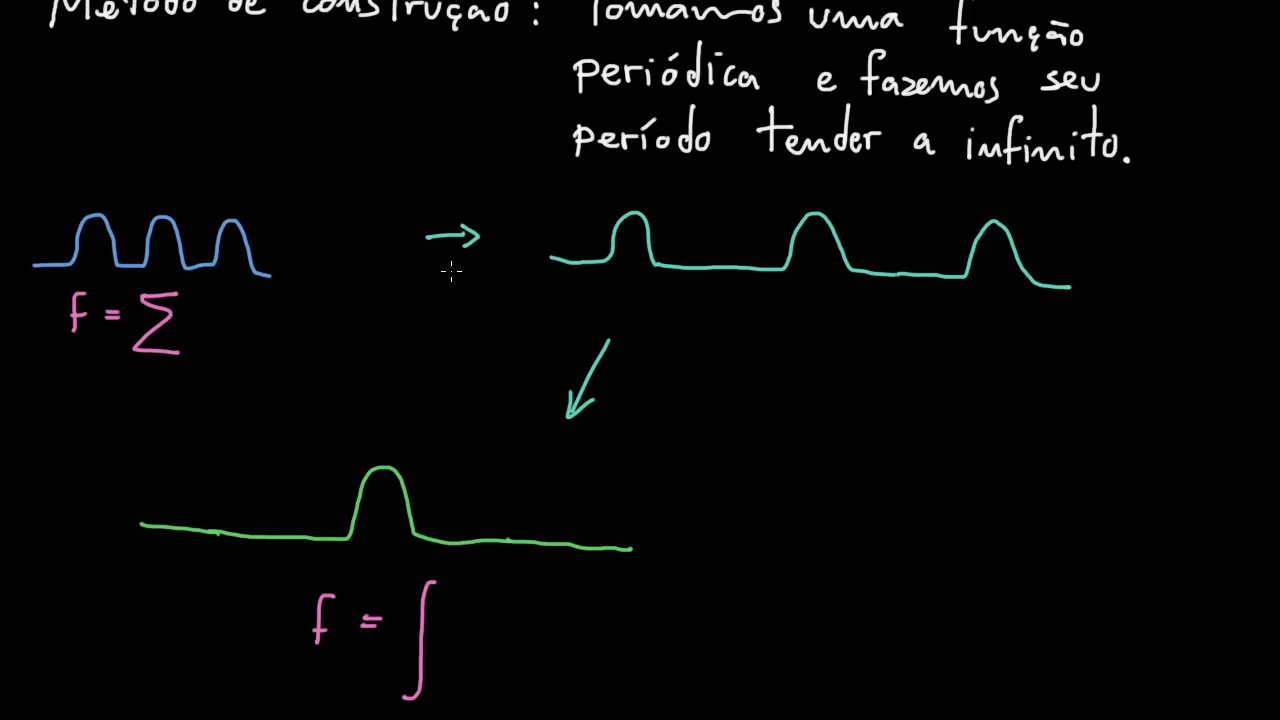 Método de construção: Tomamos uma função
periódica e fazemos seu
período tender a infinito.
f = Σ
f = ∫